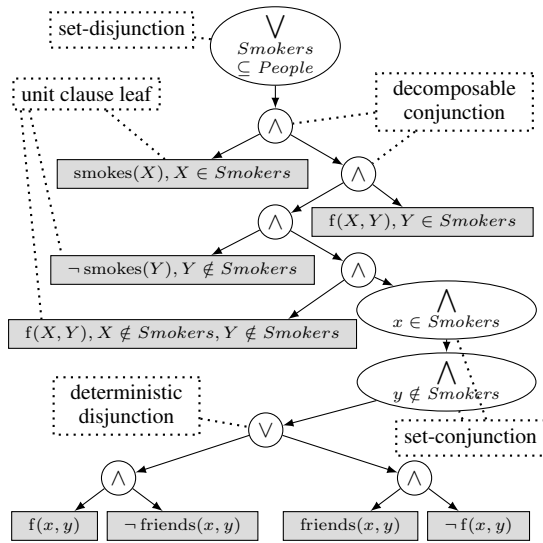 set-disjunction
⋁
Smokers
⊆ People
unit clause leaf
decomposable
conjunction
∧
smokes(X), X ∈ Smokers
∧
∧
f(X, Y), Y ∈ Smokers
¬ smokes(Y), Y ∉ Smokers
∧
f(X, Y), X ∉ Smokers, Y ∉ Smokers
⋀
x ∈ Smokers
⋀
y ∉ Smokers
deterministic
disjunction
∨
set-conjunction
∧
∧
f(x, y)
¬ friends(x, y)
friends(x, y)
¬ f(x, y)